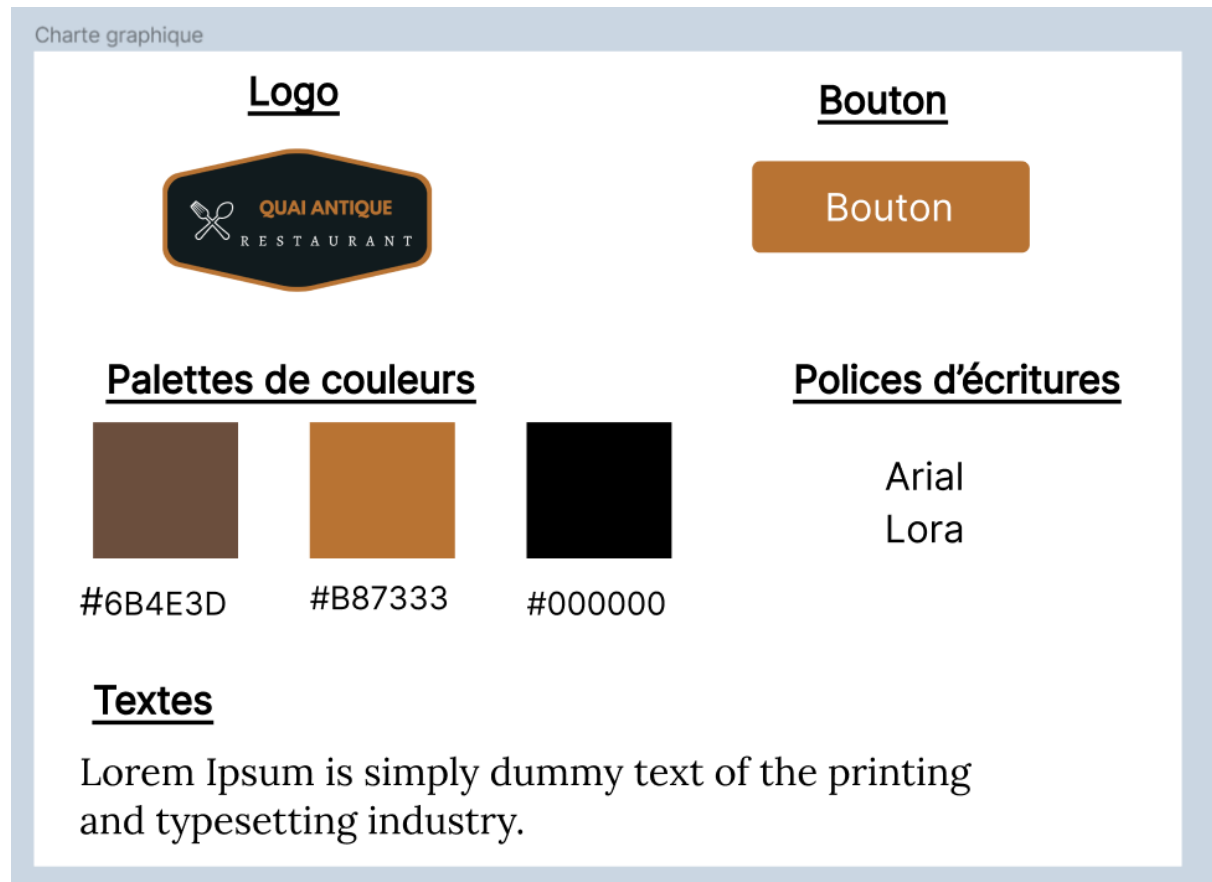 Charte graphique
Logo
Bouton
QUAI ANTIQUE
RESTAURANT
Bouton
Palettes de couleurs
Polices d’écritures
Arial
Lora
#6B4E3D
#B87333
#000000
Textes
Lorem Ipsum is simply dummy text of the printing
and typesetting industry.